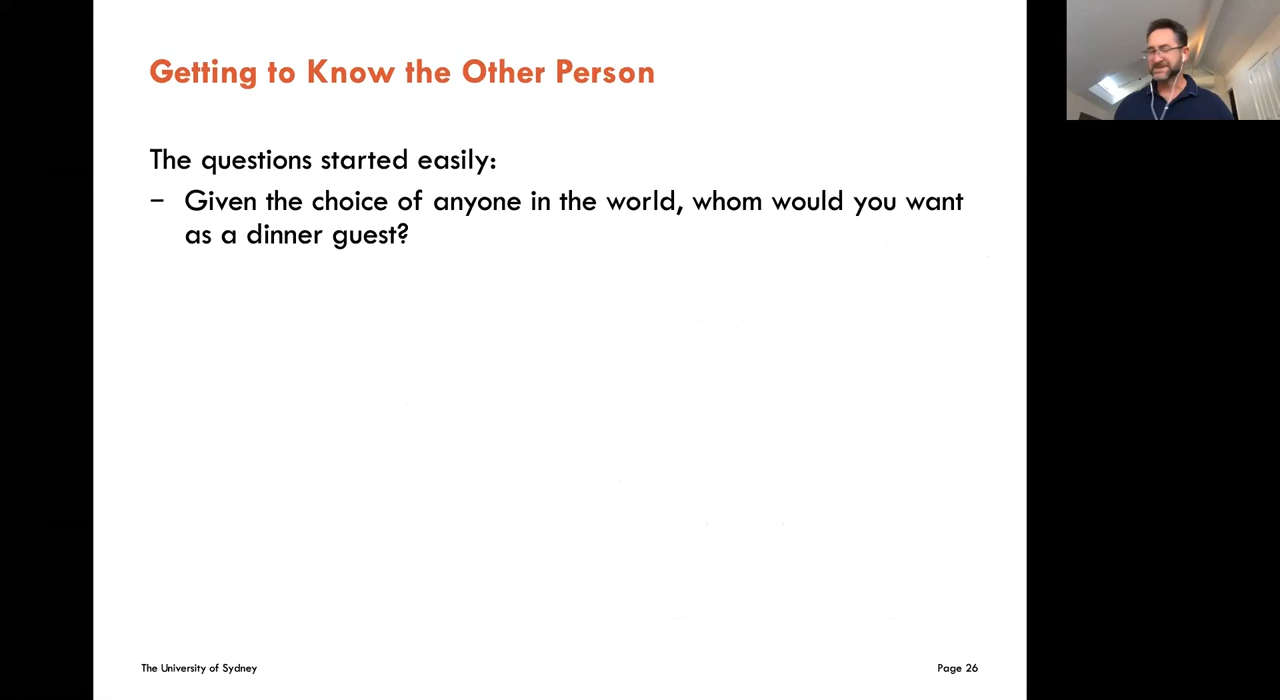 Getting to Know the Other Person
The questions started easily:
– Given the choice of anyone in the world, whom would you want
as a dinner guest?
The University of Sydney
Page 26